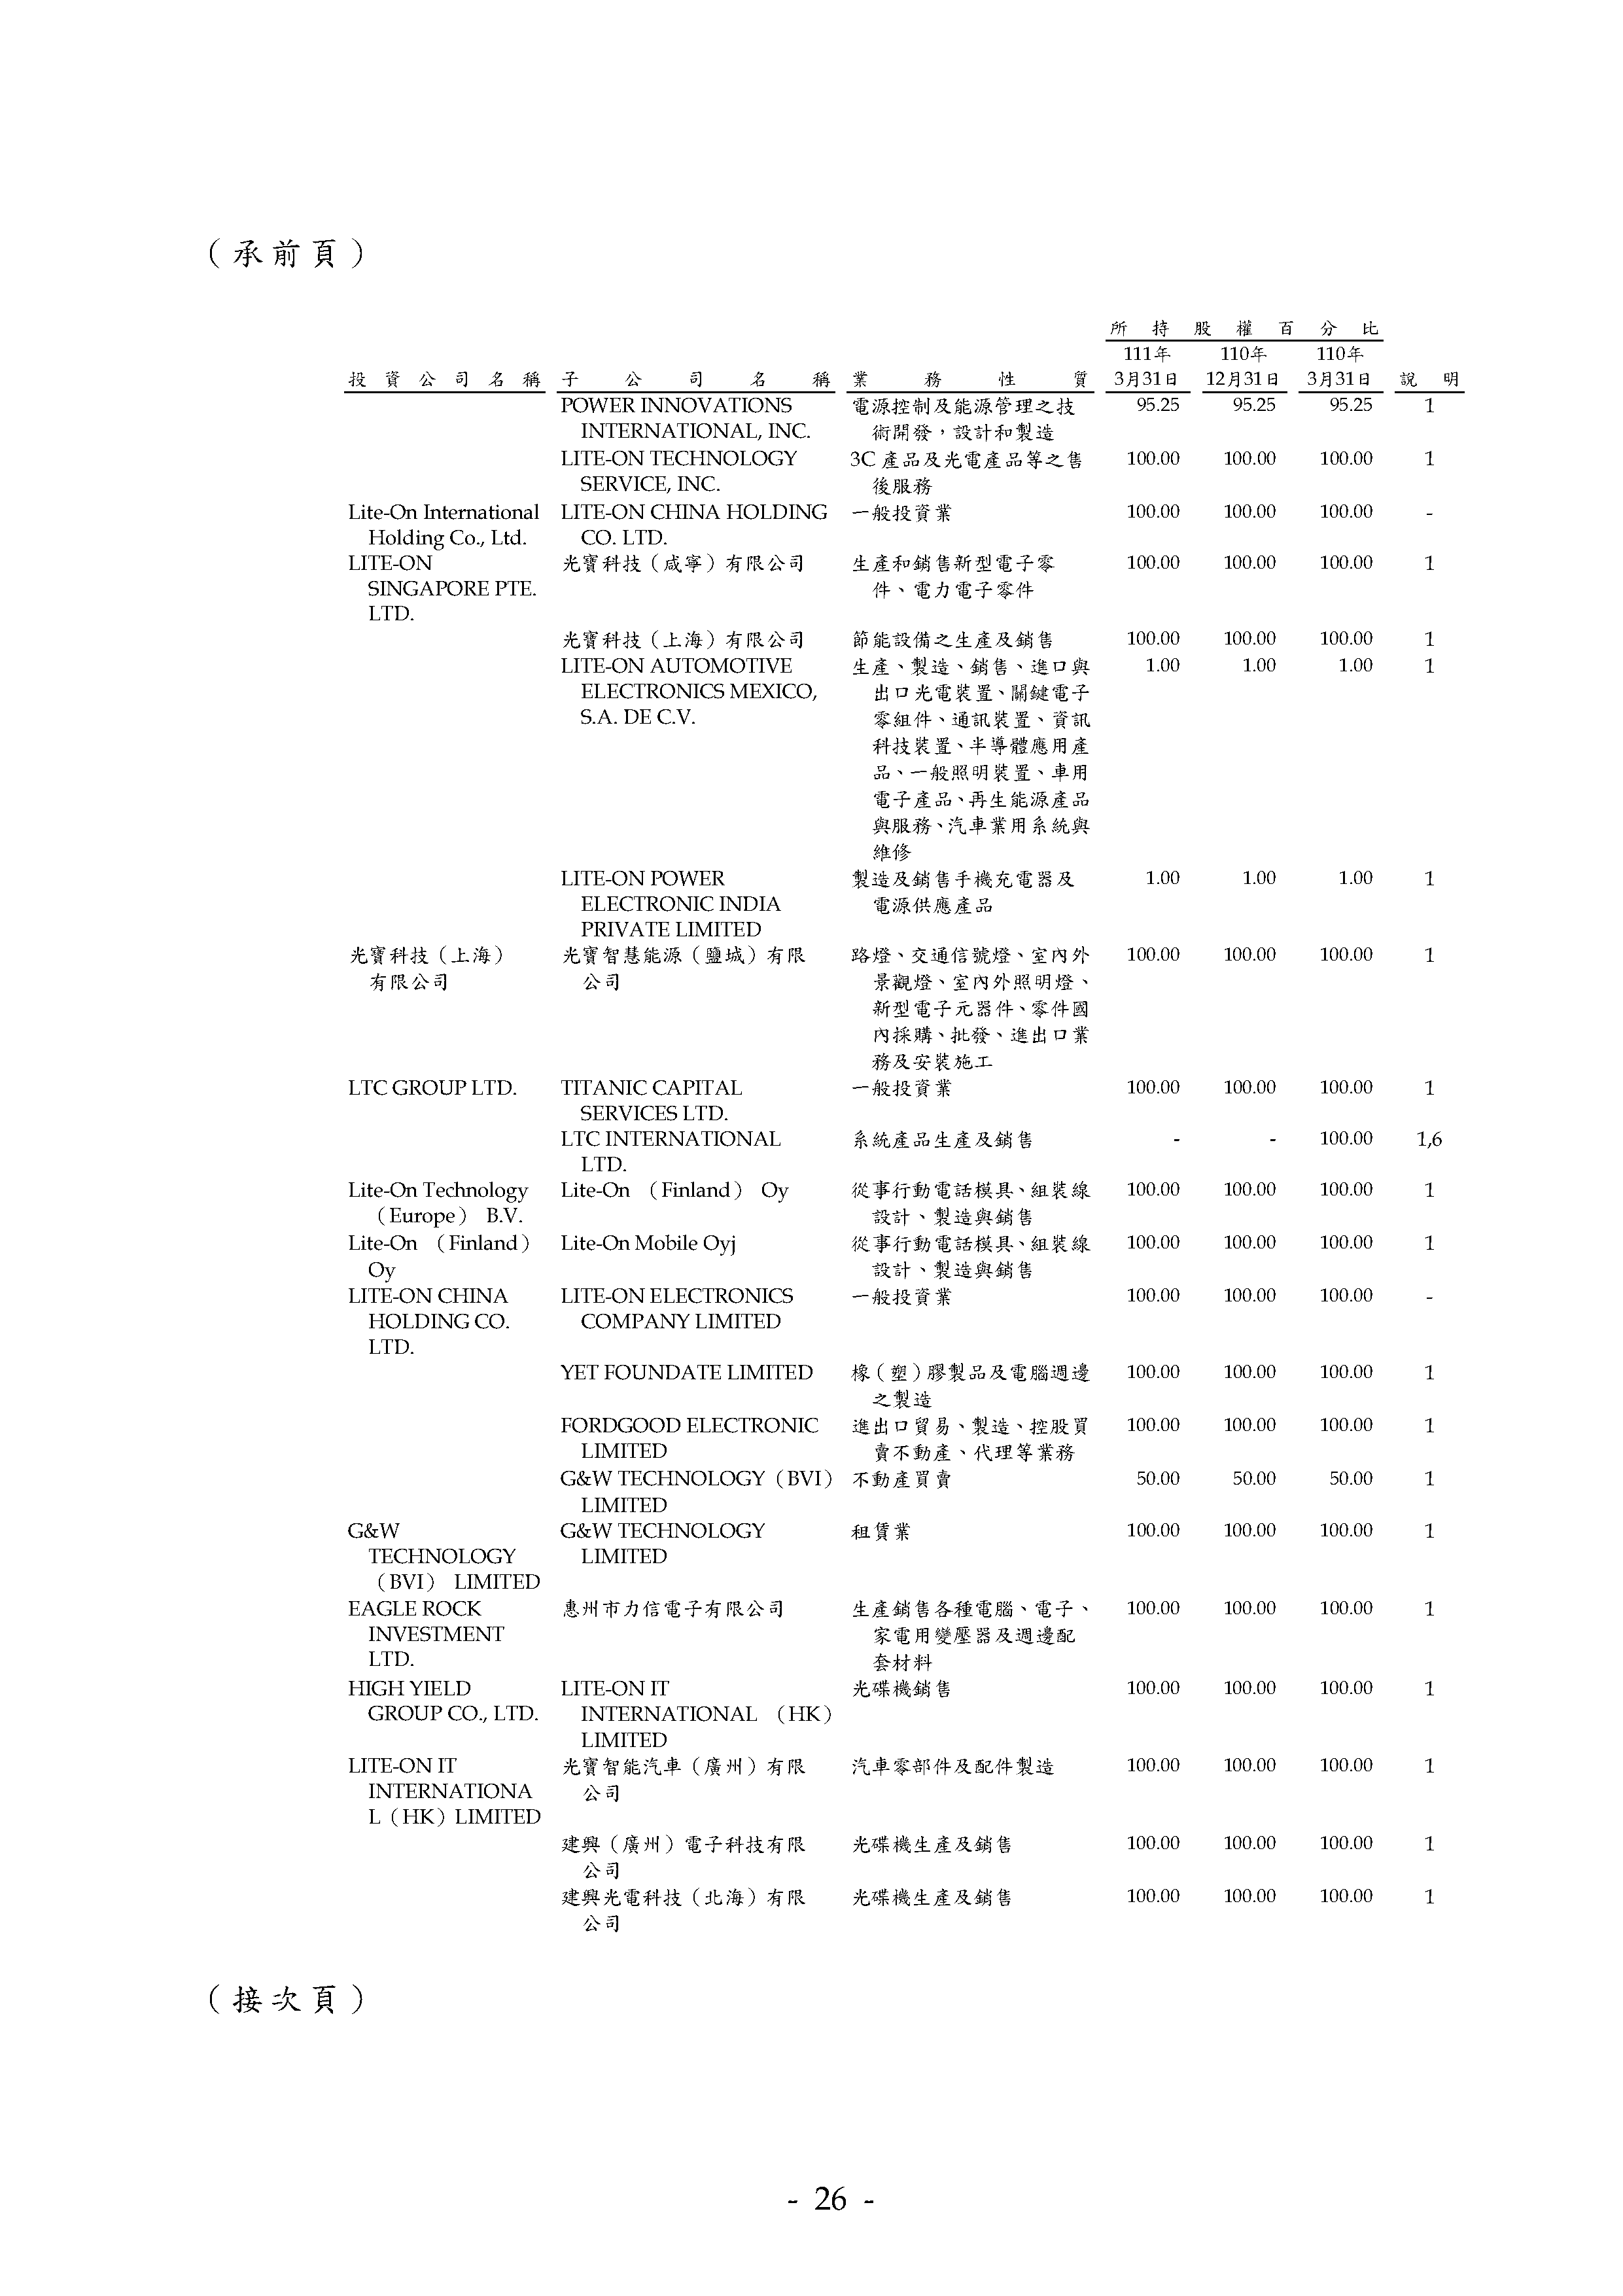 （承前頁）
所持股權百分比
111年 110年 110年
投資公司名稱 子公司名稱 業務性質 3月31日 12月31日 3月31日 說明
POWER INNOVATIONS 電源控制及能源管理之技 95.25 95.25 95.25 1
INTERNATIONAL, INC. 術開發，設計和製造
LITE-ON TECHNOLOGY 3C 產品及光電產品等之售 100.00 100.00 100.00 1
SERVICE, INC. 後服務
Lite-On International LITE-ON CHINA HOLDING 一般投資業 100.00 100.00 100.00 -
Holding Co., Ltd. CO. LTD.
LITE-ON 光寶科技（咸寧）有限公司 生產和銷售新型電子零 100.00 100.00 100.00 1
SINGAPORE PTE. 件、電力電子零件
LTD.
光寶科技（上海）有限公司 節能設備之生產及銷售 100.00 100.00 100.00 1
LITE-ON AUTOMOTIVE 生產、製造、銷售、進口與 1.00 1.00 1.00 1
ELECTRONICS MEXICO, 出口光電裝置、關鍵電子
S.A. DE C.V. 零組件、通訊裝置、資訊
科技裝置、半導體應用產
品、一般照明裝置、車用
電子產品、再生能源產品
與服務、汽車業用系統與
維修
LITE-ON POWER 製造及銷售手機充電器及 1.00 1.00 1.00 1
ELECTRONIC INDIA 電源供應產品
PRIVATE LIMITED
光寶科技（上海） 光寶智慧能源（鹽城）有限 路燈、交通信號燈、室內外 100.00 100.00 100.00 1
有限公司 公司 景觀燈、室內外照明燈、
新型電子元器件、零件國
內採購、批發、進出口業
務及安裝施工
LTC GROUP LTD. TITANIC CAPITAL 一般投資業 100.00 100.00 100.00 1
SERVICES LTD.
LTC INTERNATIONAL 系統產品生產及銷售 - - 100.00 1,6
LTD.
Lite-On Technology Lite-On （Finland） Oy 從事行動電話模具、組裝線 100.00 100.00 100.00 1
（Europe） B.V. 設計、製造與銷售
Lite-On （Finland） Lite-On Mobile Oyj 從事行動電話模具、組裝線 100.00 100.00 100.00 1
Oy 設計、製造與銷售
LITE-ON CHINA LITE-ON ELECTRONICS 一般投資業 100.00 100.00 100.00 -
HOLDING CO. COMPANY LIMITED
LTD.
YET FOUNDATE LIMITED 橡（塑）膠製品及電腦週邊 100.00 100.00 100.00 1
之製造
FORDGOOD ELECTRONIC 進出口貿易、製造、控股買 100.00 100.00 100.00 1
LIMITED 賣不動產、代理等業務
G&W TECHNOLOGY（BVI） 不動產買賣 50.00 50.00 50.00 1
LIMITED
G&W G&W TECHNOLOGY 租賃業 100.00 100.00 100.00 1
TECHNOLOGY LIMITED
（BVI） LIMITED
EAGLE ROCK 惠州市力信電子有限公司 生產銷售各種電腦、電子、 100.00 100.00 100.00 1
INVESTMENT 家電用變壓器及週邊配
LTD. 套材料
HIGH YIELD LITE-ON IT 光碟機銷售 100.00 100.00 100.00 1
GROUP CO., LTD. INTERNATIONAL （HK）
LIMITED
LITE-ON IT 光寶智能汽車（廣州）有限 汽車零部件及配件製造 100.00 100.00 100.00 1
INTERNATIONA 公司
L（HK）LIMITED
建興（廣州）電子科技有限 光碟機生產及銷售 100.00 100.00 100.00 1
公司
建興光電科技（北海）有限 光碟機生產及銷售 100.00 100.00 100.00 1
公司
（接次頁）
- 26 -